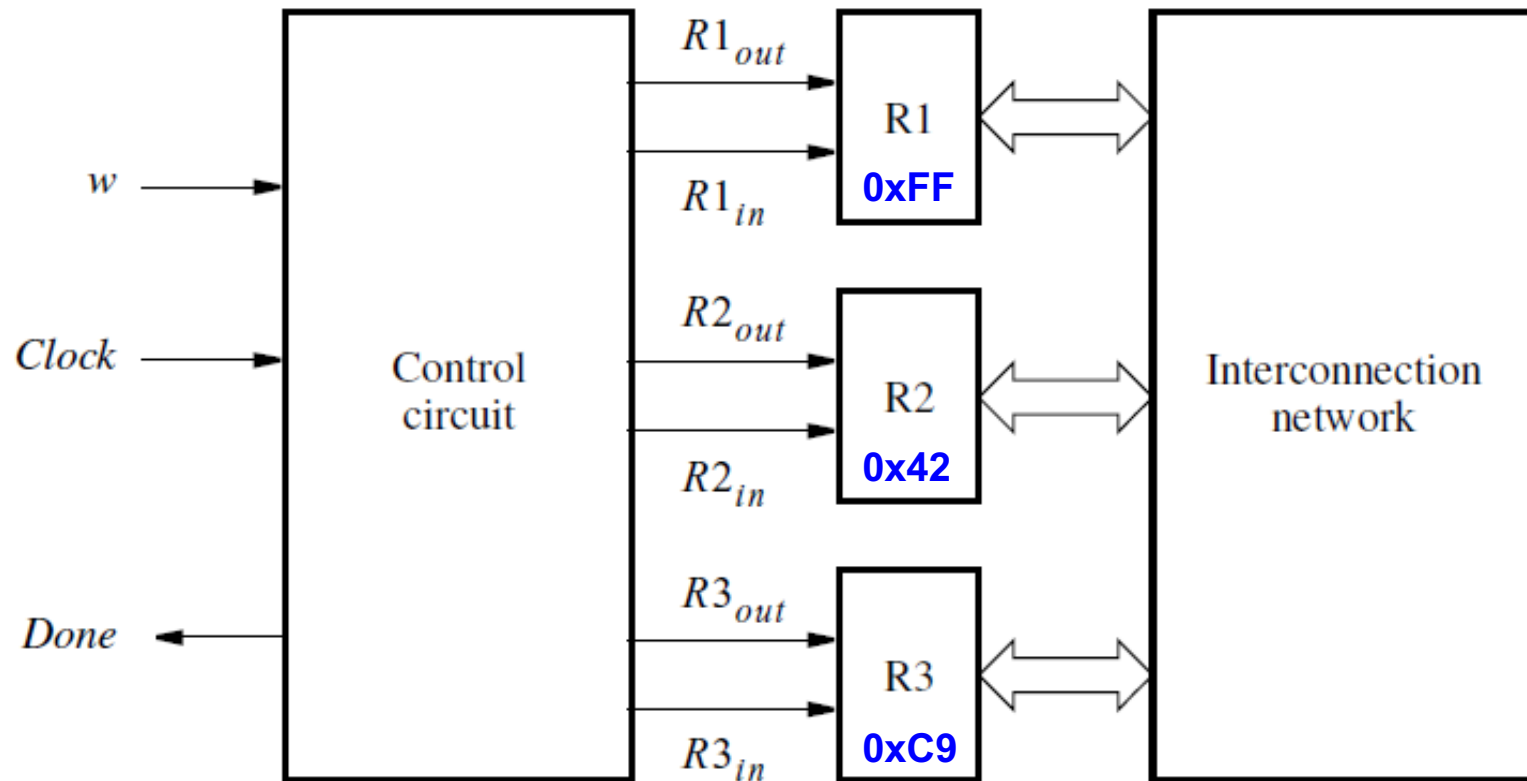 w
Clock
Done
Control
circuit
R1out
R1in
R2out
R2in
R3out
R3in
R1
0xFF
R2
0x42
R3
0xC9
Interconnection
network